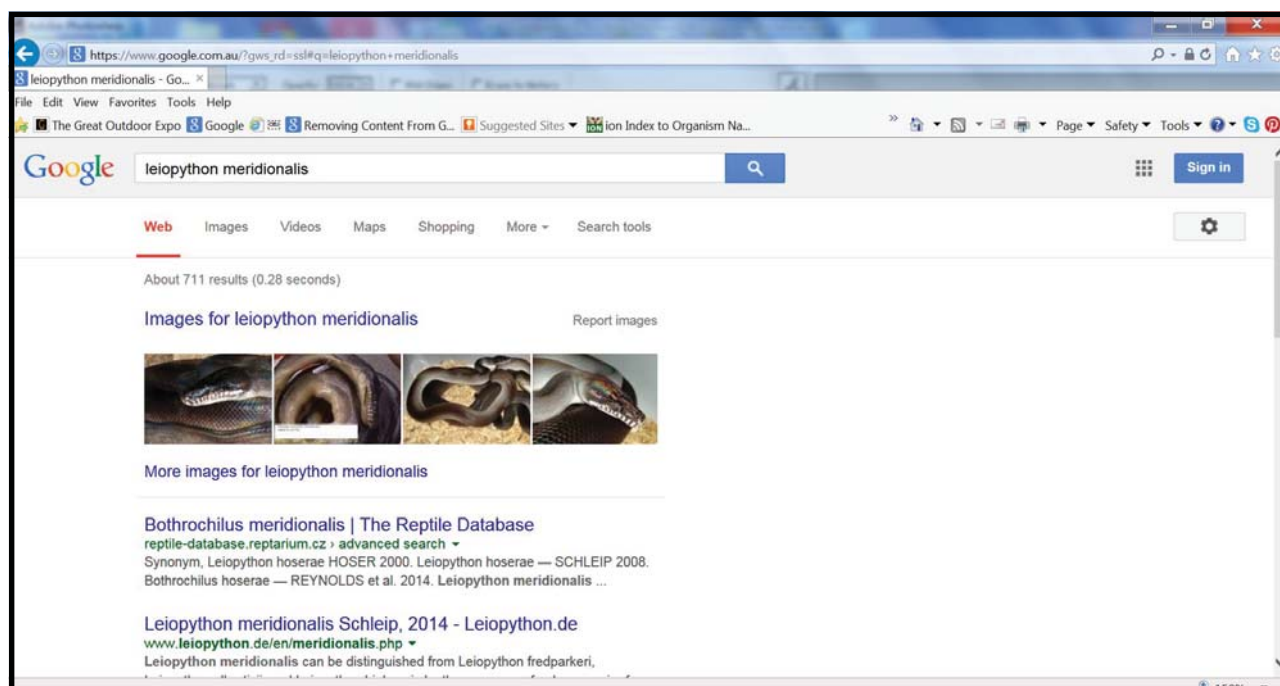 https://www.google.com.au/?gws_rd=ssl#q=leiopython+meridionalis
leiopython meridionalis - Go... ×
File Edit View Favorites Tools Help
The Great Outdoor Expo Google Removing Content From G... Suggested Sites ion Index to Organism Na... » Page Safety Tools
Google leiopython meridionalis Sign in
Web Images Videos Maps Shopping More Search tools
About 711 results (0.28 seconds)
Images for leiopython meridionalis Report images
More images for leiopython meridionalis
Bothrochilus meridionalis | The Reptile Database
reptile-database.reptarium.cz › advanced search
Synonym, Leiopython hoserae HOSER 2000. Leiopython hoserae — SCHLEIP 2008.
Bothrochilus hoserae — REYNOLDS et al. 2014. Leiopython meridionalis ...
Leiopython meridionalis Schleip, 2014 - Leiopython.de
www.leiopython.de/en/meridionalis.php
Leiopython meridionalis can be distinguished from Leiopython fredparkeri,